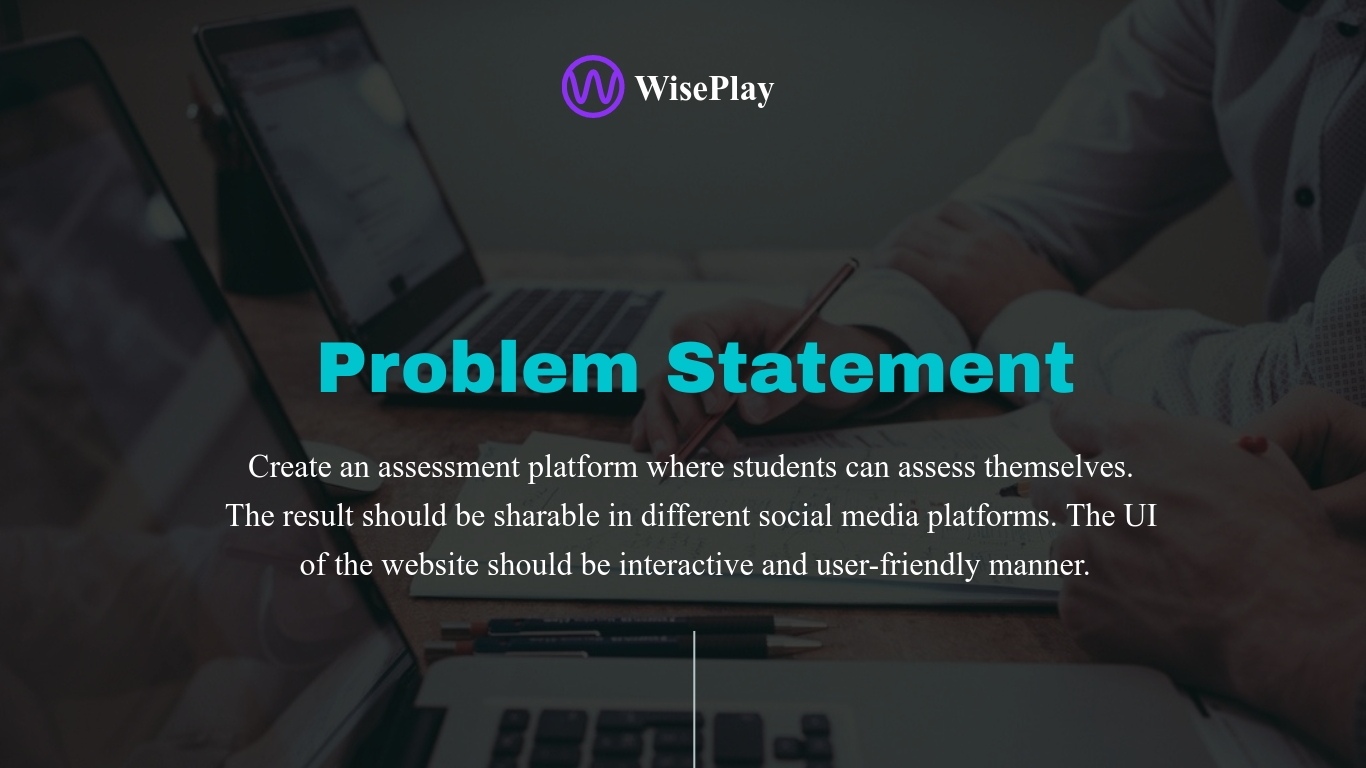 WisePlay
Problem Statement
Create an assessment platform where students can assess themselves.
The result should be sharable in different social media platforms. The UI
of the website should be interactive and user-friendly manner.